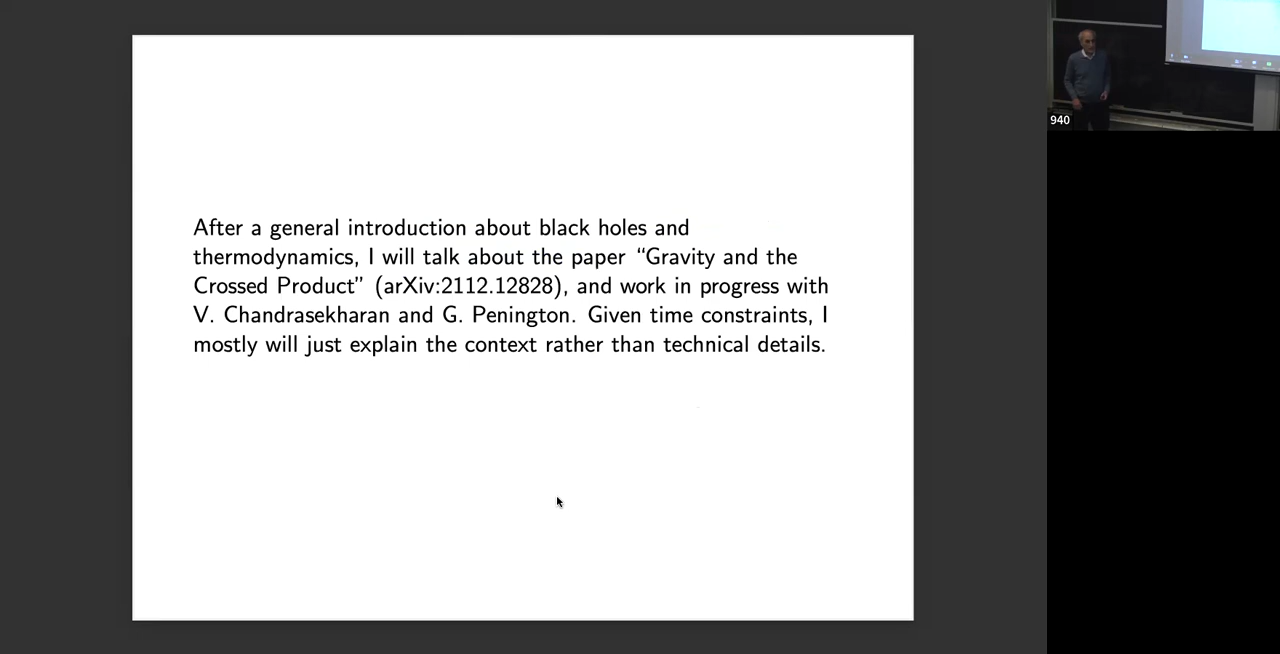 After a general introduction about black holes and
thermodynamics, I will talk about the paper “Gravity and the
Crossed Product” (arXiv:2112.12828), and work in progress with
V. Chandrasekharan and G. Penington. Given time constraints, I
mostly will just explain the context rather than technical details.
940